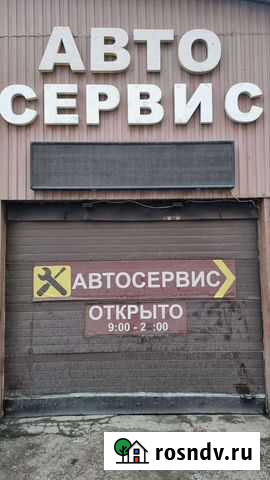 АВТО
СЕРВИС
АВТОСЕРВИС
ОТКРЫТО
9:00 - 2 :00
rosndv.ru